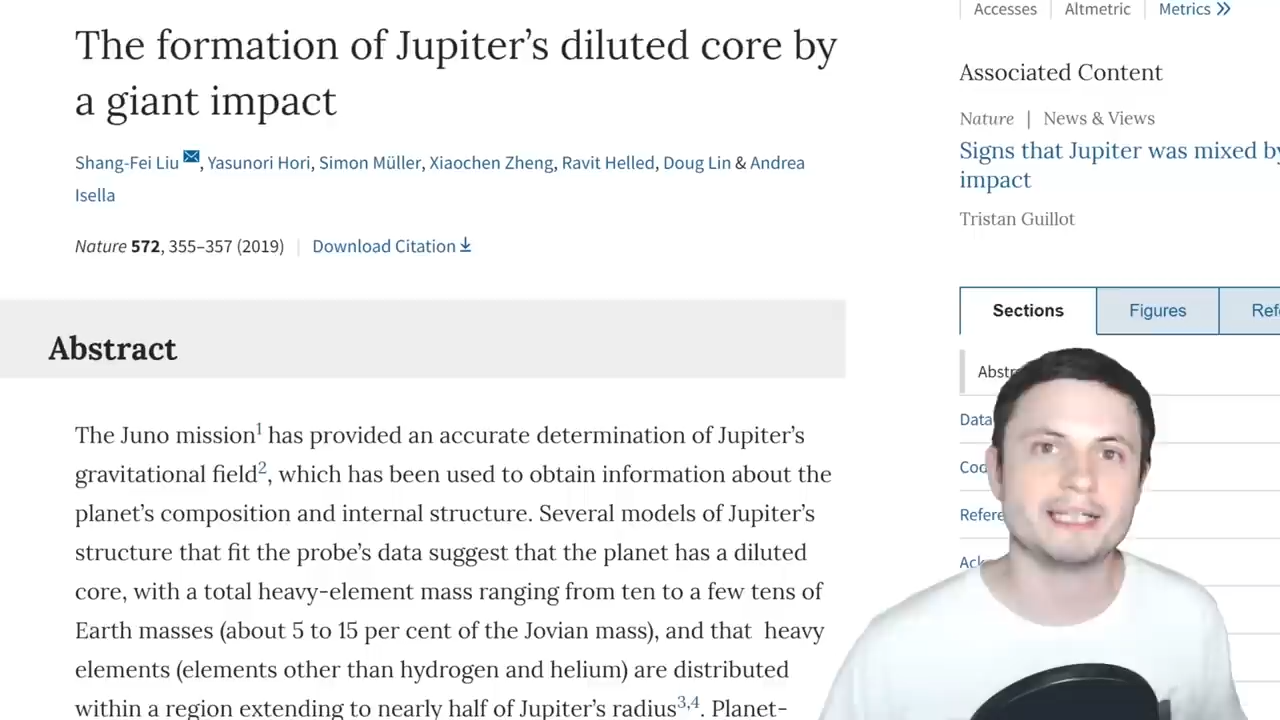 The formation of Jupiter’s diluted core by
a giant impact
Shang-Fei Liu, Yasunori Hori, Simon Müller, Xiaochen Zheng, Ravit Helled, Doug Lin & Andrea
Isella
Nature 572, 355–357 (2019) | Download Citation
Abstract
The Juno mission1 has provided an accurate determination of Jupiter’s
gravitational field2, which has been used to obtain information about the
planet’s composition and internal structure. Several models of Jupiter’s
structure that fit the probe’s data suggest that the planet has a diluted
core, with a total heavy-element mass ranging from ten to a few tens of
Earth masses (about 5 to 15 per cent of the Jovian mass), and that heavy
elements (elements other than hydrogen and helium) are distributed
within a region extending to nearly half of Jupiter’s radius3,4. Planet-
Accesses | Altmetric | Metrics
Associated Content
Nature | News & Views
Signs that Jupiter was mixed by
impact
Tristan Guillot
Sections Figures Ref
Abstr
Data
Cod
Refere
Ack